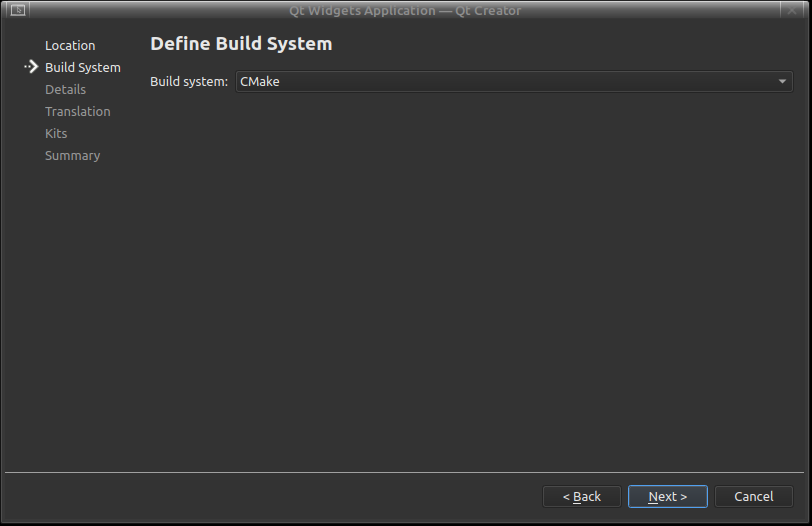 Qt Widgets Application — Qt Creator
Location
Build System
Details
Translation
Kits
Summary
Define Build System
Build system: CMake
< Back Next > Cancel